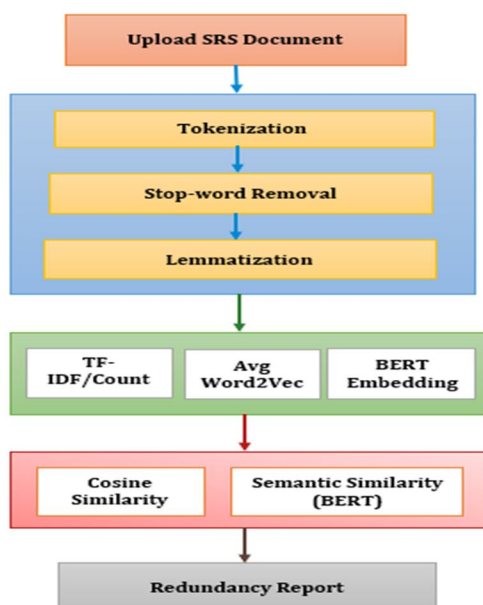 Upload SRS Document
Tokenization
Stop-word Removal
Lemmatization
TF-
IDF/Count
Avg
Word2Vec
BERT
Embedding
Cosine
Similarity
Semantic Similarity
(BERT)
Redundancy Report